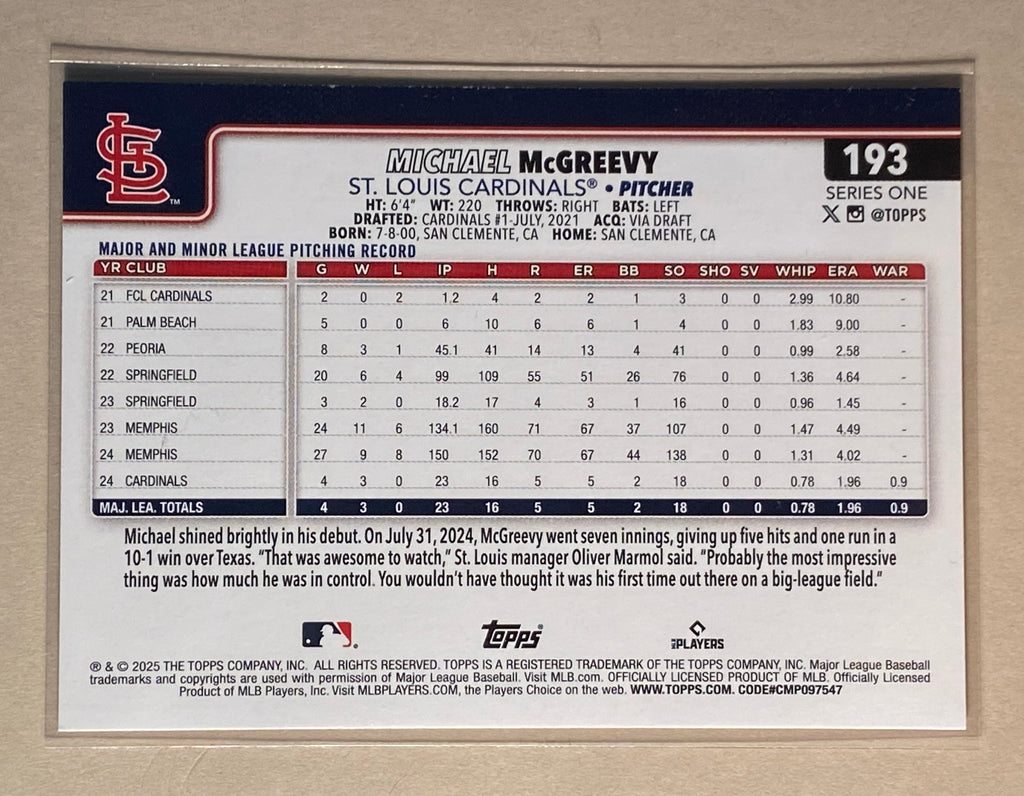 STL™
MICHAEL McGREEVY
193
ST. LOUIS CARDINALS® • PITCHER
SERIES ONE
HT: 6'4" WT: 220 THROWS: RIGHT BATS: LEFT
@TOPPS
DRAFTED: CARDINALS #1-JULY, 2021 ACQ: VIA DRAFT
BORN: 7-8-00, SAN CLEMENTE, CA HOME: SAN CLEMENTE, CA
MAJOR AND MINOR LEAGUE PITCHING RECORD
YR CLUB G W L IP H R ER BB SO SHO SV WHIP ERA WAR
21 FCL CARDINALS 2 0 2 1.2 4 2 2 1 3 0 0 2.99 10.80 -
21 PALM BEACH 5 0 0 6 10 6 6 1 4 0 0 1.83 9.00 -
22 PEORIA 8 3 1 45.1 41 14 13 4 41 0 0 0.99 2.58 -
22 SPRINGFIELD 20 6 4 99 109 55 51 26 76 0 0 1.36 4.64 -
23 SPRINGFIELD 3 2 0 18.2 17 4 3 1 16 0 0 0.96 1.45 -
23 MEMPHIS 24 11 6 134.1 160 71 67 37 107 0 0 1.47 4.49 -
24 MEMPHIS 27 9 8 150 152 70 67 44 138 0 0 1.31 4.02 -
24 CARDINALS 4 3 0 23 16 5 5 2 18 0 0 0.78 1.96 0.9
MAJ. LEA. TOTALS 4 3 0 23 16 5 5 2 18 0 0 0.78 1.96 0.9
Michael shined brightly in his debut. On July 31, 2024, McGreevy went seven innings, giving up five hits and one run in a
10-1 win over Texas. "That was awesome to watch," St. Louis manager Oliver Marmol said. "Probably the most impressive
thing was how much he was in control. You wouldn't have thought it was his first time out there on a big-league field."
Topps®
MLB PLAYERS
® & © 2025 THE TOPPS COMPANY, INC. ALL RIGHTS RESERVED. TOPPS IS A REGISTERED TRADEMARK OF THE TOPPS COMPANY, INC. Major League Baseball
trademarks and copyrights are used with permission of Major League Baseball. Visit MLB.com. OFFICIALLY LICENSED PRODUCT OF MLB. Officially Licensed
Product of MLB Players, Inc. Visit MLBPLAYERS.COM, the Players Choice on the web. WWW.TOPPS.COM. CODE#CMP097547